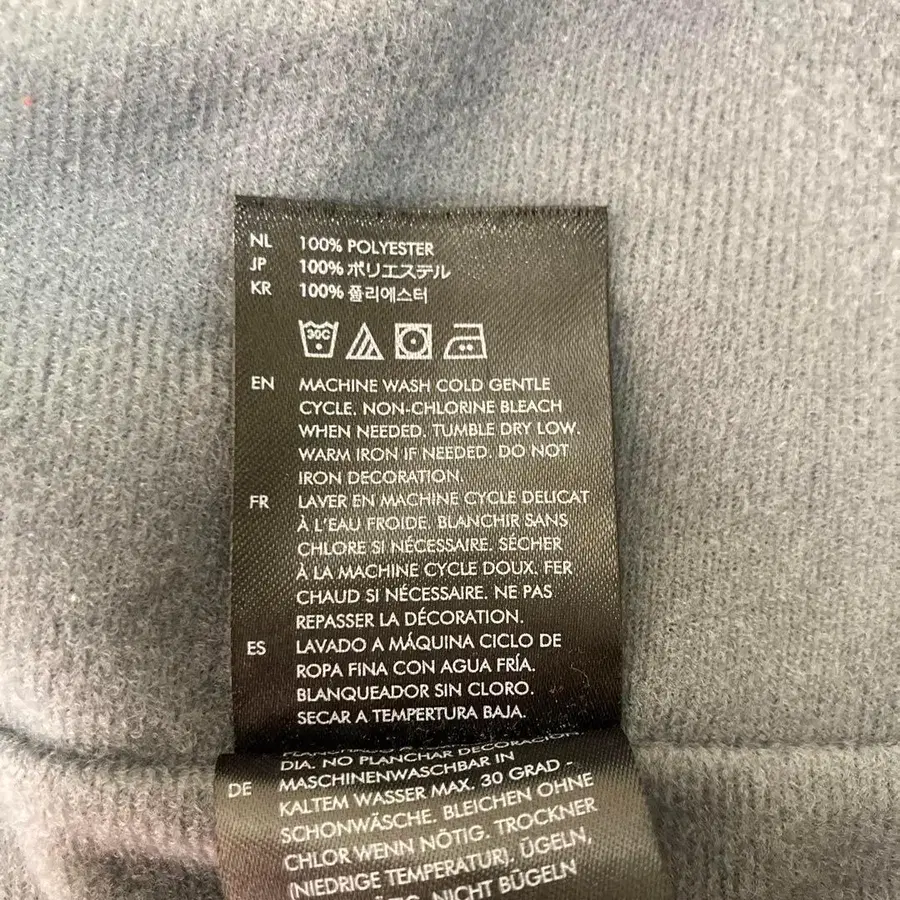 NL 100% POLYESTER
JP 100% ポリエステル
KR 100% 폴리에스터
30C
EN MACHINE WASH COLD GENTLE
CYCLE. NON-CHLORINE BLEACH
WHEN NEEDED. TUMBLE DRY LOW.
WARM IRON IF NEEDED. DO NOT
IRON DECORATION.
FR LAVER EN MACHINE CYCLE DELICAT
À L'EAU FROIDE. BLANCHIR SANS
CHLORE SI NÉCESSAIRE. SÉCHER
À LA MACHINE CYCLE DOUX. FER
CHAUD SI NÉCESSAIRE. NE PAS
REPASSER LA DÉCORATION.
ES LAVADO A MÁQUINA CICLO DE
ROPA FINA CON AGUA FRÍA.
BLANQUEADOR SIN CLORO.
SECAR A TEMPERTURA BAJA.
DIA. NO PLANCHAR DECORACIÓN.
DE MASCHINENWASCHBAR IN
KALTEM WASSER MAX. 30 GRAD -
SCHONWÄSCHE. BLEICHEN OHNE
CHLOR WENN NÖTIG. TROCKNER
(NIEDRIGE TEMPERATUR). ÜGELN,
NICHT BÜGELN